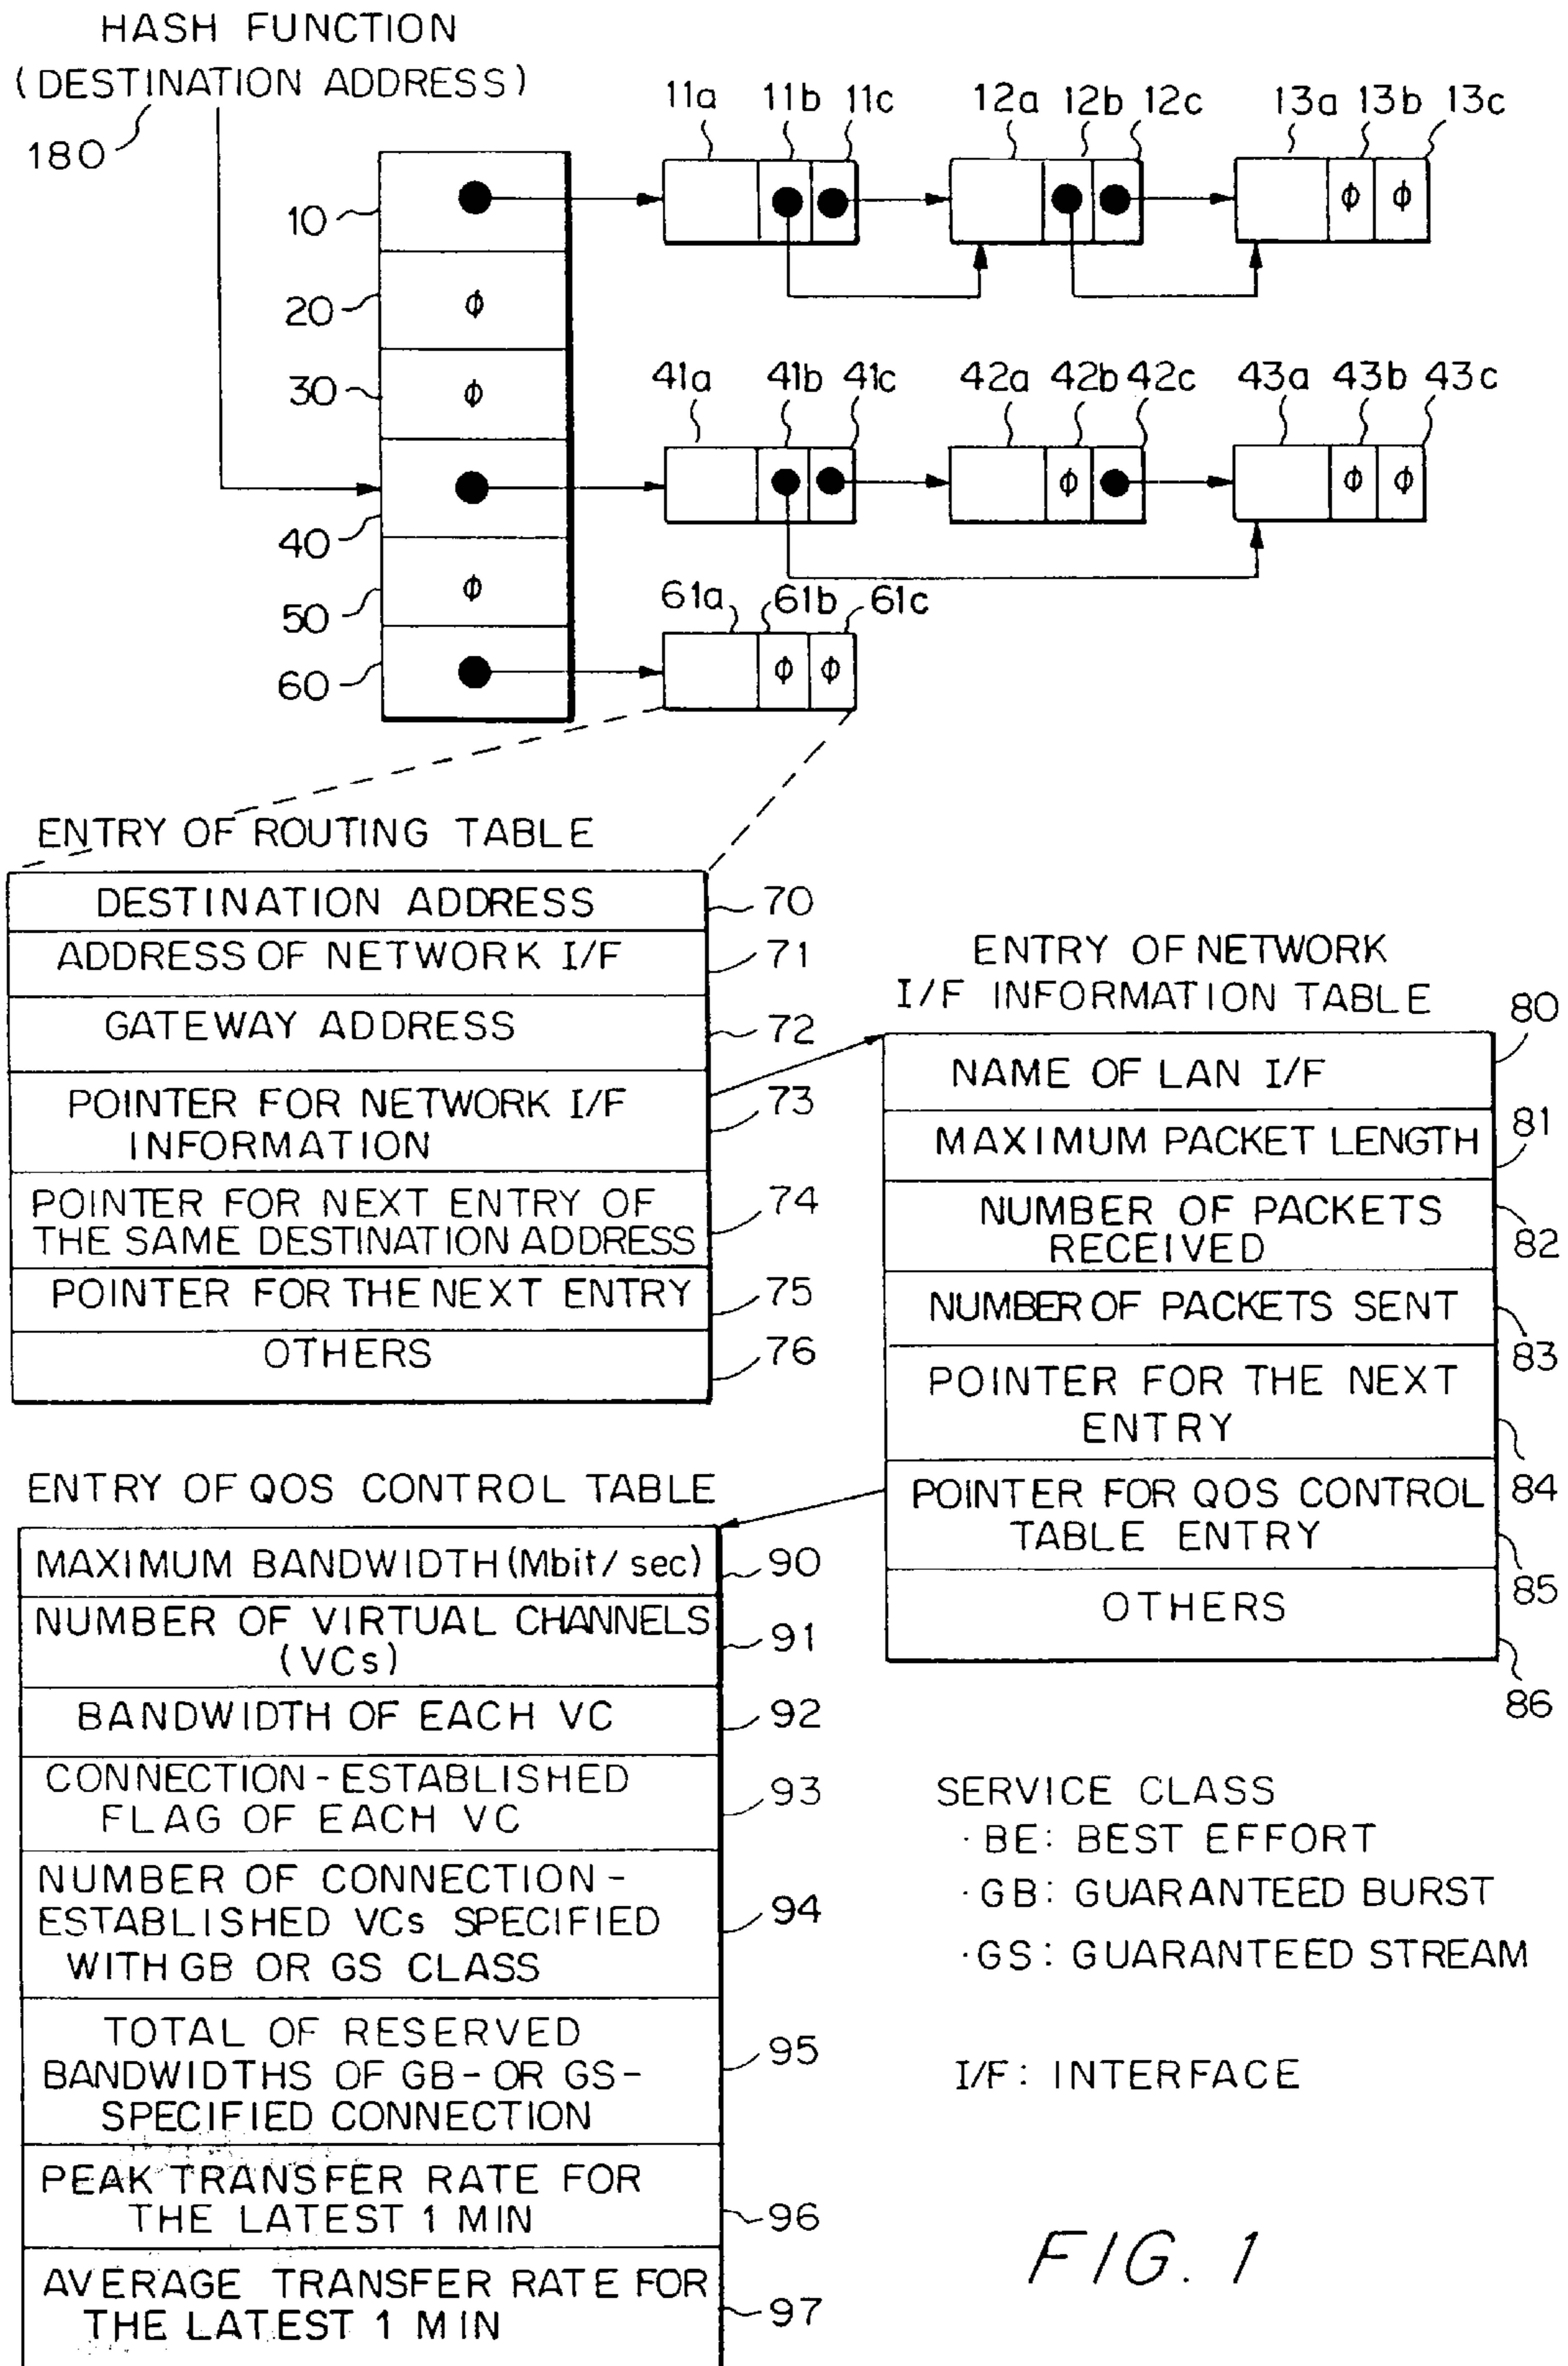 HASH FUNCTION
(DESTINATION ADDRESS)
180
11a 11b 11c 12a 12b 12c 13a 13b 13c
10 ϕ ϕ
20 ϕ
30 ϕ
41a 41b 41c 42a 42b 42c 43a 43b 43c
ϕ ϕ ϕ
40
50 ϕ
61a 61b 61c
60 ϕ ϕ
ENTRY OF ROUTING TABLE
DESTINATION ADDRESS 70
ADDRESS OF NETWORK I/F 71
GATEWAY ADDRESS 72
POINTER FOR NETWORK I/F
INFORMATION 73
POINTER FOR NEXT ENTRY OF
THE SAME DESTINATION ADDRESS 74
POINTER FOR THE NEXT ENTRY 75
OTHERS 76
ENTRY OF NETWORK
I/F INFORMATION TABLE
NAME OF LAN I/F 80
MAXIMUM PACKET LENGTH 81
NUMBER OF PACKETS
RECEIVED 82
NUMBER OF PACKETS SENT 83
POINTER FOR THE NEXT
ENTRY 84
POINTER FOR QOS CONTROL
TABLE ENTRY 85
OTHERS 86
ENTRY OF QOS CONTROL TABLE
MAXIMUM BANDWIDTH (Mbit/sec) 90
NUMBER OF VIRTUAL CHANNELS
(VCs) 91
BANDWIDTH OF EACH VC 92
CONNECTION-ESTABLISHED
FLAG OF EACH VC 93
NUMBER OF CONNECTION-
ESTABLISHED VCs SPECIFIED
WITH GB OR GS CLASS 94
TOTAL OF RESERVED
BANDWIDTHS OF GB-OR GS-
SPECIFIED CONNECTION 95
PEAK TRANSFER RATE FOR
THE LATEST 1 MIN 96
AVERAGE TRANSFER RATE FOR
THE LATEST 1 MIN 97
SERVICE CLASS
· BE: BEST EFFORT
· GB: GUARANTEED BURST
· GS: GUARANTEED STREAM
I/F: INTERFACE
FIG. 1